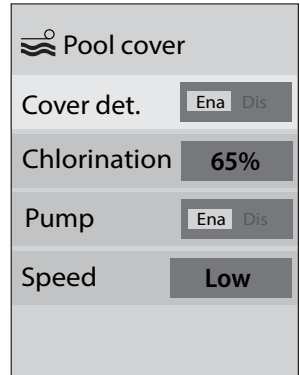 Pool cover
Cover det. Ena Dis
Chlorination 65%
Pump Ena Dis
Speed Low